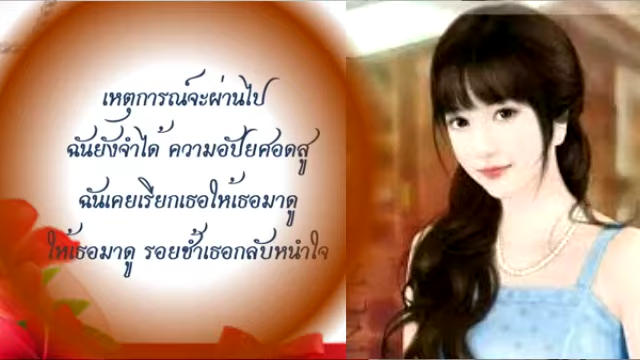 เหตุการณ์จะผ่านไป
ฉันยังจำได้ ความอปยศอดสู
ฉันเคยเรียกเธอให้เธอมาดู
ให้เธอมาดู รอยช้ำเธอกลับหนำใจ